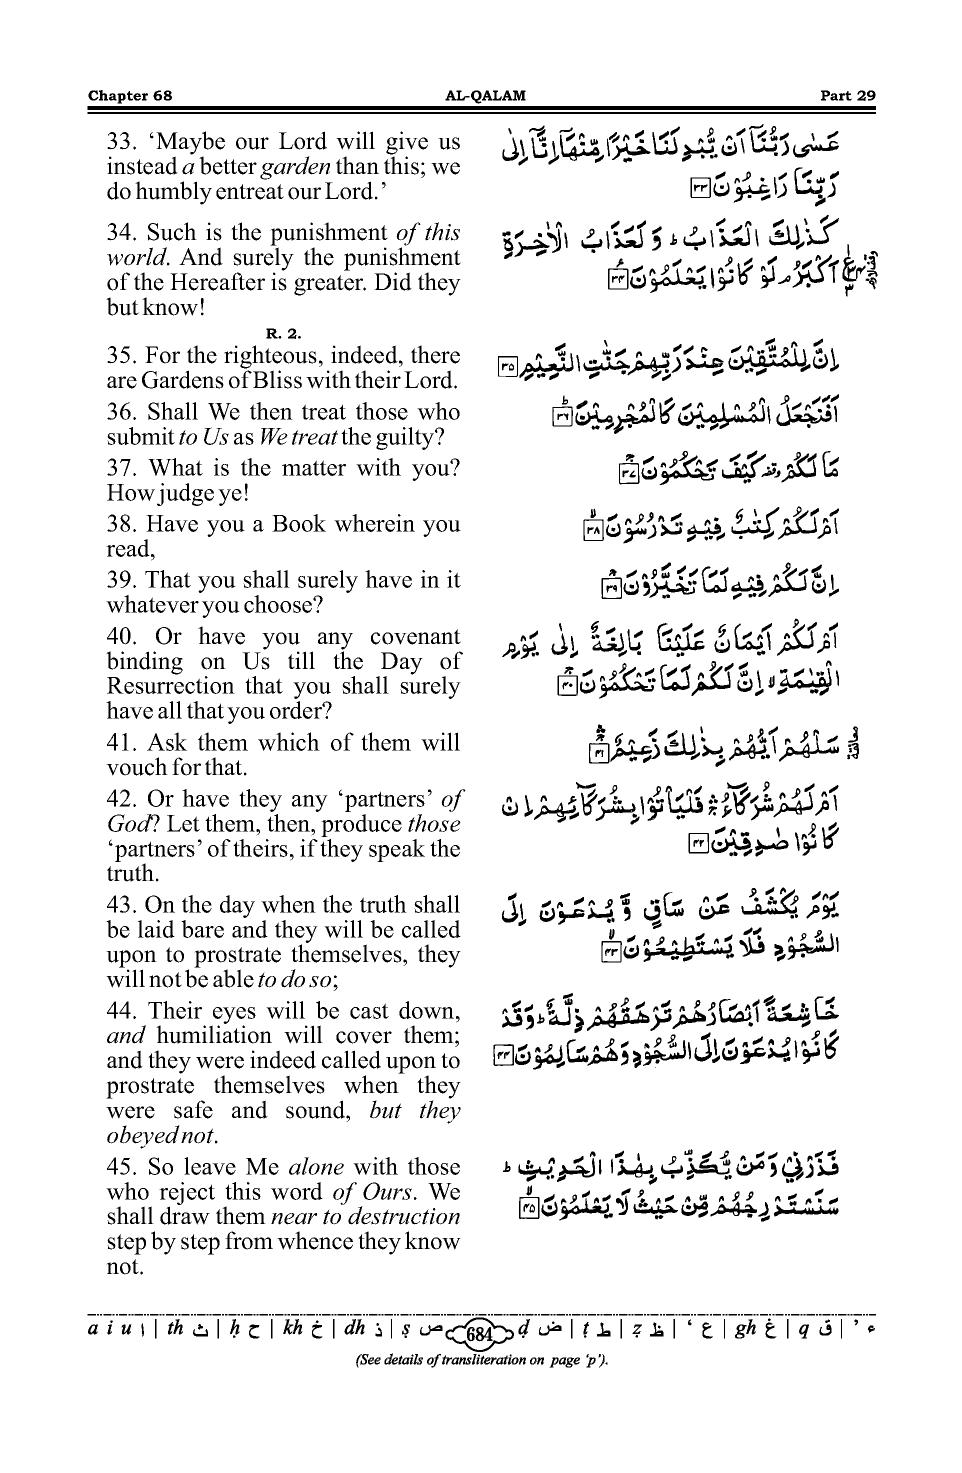 Chapter 68 AL-QALAM Part 29
33. ‘Maybe our Lord will give us
instead a better garden than this; we
do humbly entreat our Lord.’
34. Such is the punishment of this
world. And surely the punishment
of the Hereafter is greater. Did they
but know!
R. 2.
35. For the righteous, indeed, there
are Gardens of Bliss with their Lord.
36. Shall We then treat those who
submit to Us as We treat the guilty?
37. What is the matter with you?
How judge ye!
38. Have you a Book wherein you
read,
39. That you shall surely have in it
whatever you choose?
40. Or have you any covenant
binding on Us till the Day of
Resurrection that you shall surely
have all that you order?
41. Ask them which of them will
vouch for that.
42. Or have they any ‘partners’ of
God? Let them, then, produce those
‘partners’ of theirs, if they speak the
truth.
43. On the day when the truth shall
be laid bare and they will be called
upon to prostrate themselves, they
will not be able to do so;
44. Their eyes will be cast down,
and humiliation will cover them;
and they were indeed called upon to
prostrate themselves when they
were safe and sound, but they
obeyed not.
45. So leave Me alone with those
who reject this word of Ours. We
shall draw them near to destruction
step by step from whence they know
not.
عَسٰى رَبُّنَاۤ اَنْ يُّبْدِلَنَا خَيْرًا مِّنْهَاۤ اِنَّاۤ اِلٰى
رَبِّنَا رَاغِبُوْنَ ۳۳
كَذٰلِكَ الْعَذَابُ ؕ وَ لَعَذَابُ الْاٰخِرَةِ
اَكْبَرُ ۘ لَوْ كَانُوْا يَعْلَمُوْنَ ۳۴
اِنَّ لِلْمُتَّقِيْنَ عِنْدَ رَبِّهِمْ جَنّٰتِ النَّعِيْمِ ۳۵
اَفَنَجْعَلُ الْمُسْلِمِيْنَ كَالْمُجْرِمِيْنَ ۳۶
مَا لَكُمْ كَيْفَ تَحْكُمُوْنَ ۳۷
اَمْ لَكُمْ كِتٰبٌ فِيْهِ تَدْرُسُوْنَ ۳۸
اِنَّ لَكُمْ فِيْهِ لَمَا تَخَيَّرُوْنَ ۳۹
اَمْ لَكُمْ اَيْمَانٌ عَلَيْنَا بَالِغَةٌ اِلٰى يَوْمِ
الْقِيٰمَةِ ۙ اِنَّ لَكُمْ لَمَا تَحْكُمُوْنَ ۴۰
سَلْهُمْ اَيُّهُمْ بِذٰلِكَ زَعِيْمٌ ۴۱
اَمْ لَهُمْ شُرَكَآءُ ۛۚ فَلْيَاْتُوْا بِشُرَكَآئِهِمْ اِنْ
كَانُوْا صٰدِقِيْنَ ۴۲
يَوْمَ يُكْشَفُ عَنْ سَاقٍ وَّ يُدْعَوْنَ اِلَى
السُّجُوْدِ فَلَا يَسْتَطِيْعُوْنَ ۴۳
خَاشِعَةً اَبْصَارُهُمْ تَرْهَقُهُمْ ذِلَّةٌ ؕ وَقَدْ
كَانُوْا يُدْعَوْنَ اِلَى السُّجُوْدِ وَهُمْ سَالِمُوْنَ ۴۴
فَذَرْنِيْ وَ مَنْ يُّكَذِّبُ بِهٰذَا الْحَدِيْثِ ؕ
سَنَسْتَدْرِجُهُمْ مِّنْ حَيْثُ لَا يَعْلَمُوْنَ ۴۵
a i u ا | th ث | ḥ ح | kh خ | dh ذ | ṣ ص 684 ḍ ض | ṭ ط | ẓ ظ | ‘ ع | gh غ | q ق | ’ ء
(See details of transliteration on page ‘p’).